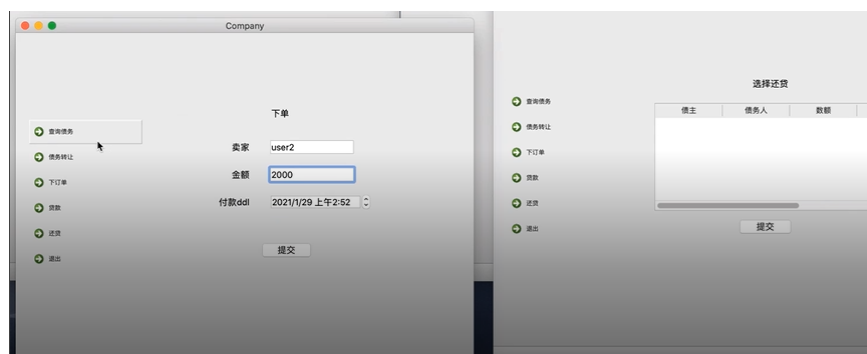 Company
下单
查询债务
债务转让
下订单
贷款
还贷
退出
卖家 user2
金额 2000
付款ddl 2021/1/29 上午2:52
提交
选择还贷
查询债务
债务转让
下订单
贷款
还贷
退出
债主 债务人 数额
提交